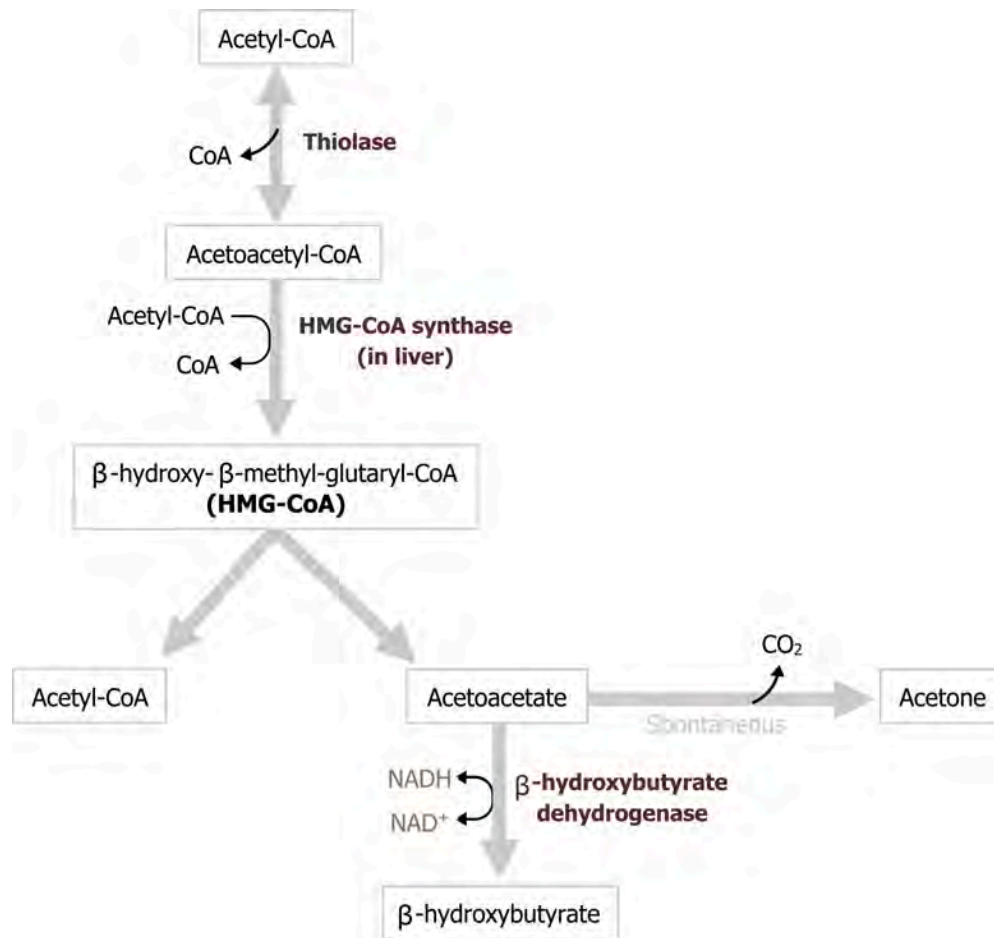 Acetyl-CoA
Thiolase
CoA
Acetoacetyl-CoA
Acetyl-CoA
HMG-CoA synthase
(in liver)
CoA
β-hydroxy- β-methyl-glutaryl-CoA
(HMG-CoA)
CO₂
Acetyl-CoA
Acetoacetate
Acetone
Spontaneous
NADH
β-hydroxybutyrate
dehydrogenase
NAD⁺
β-hydroxybutyrate